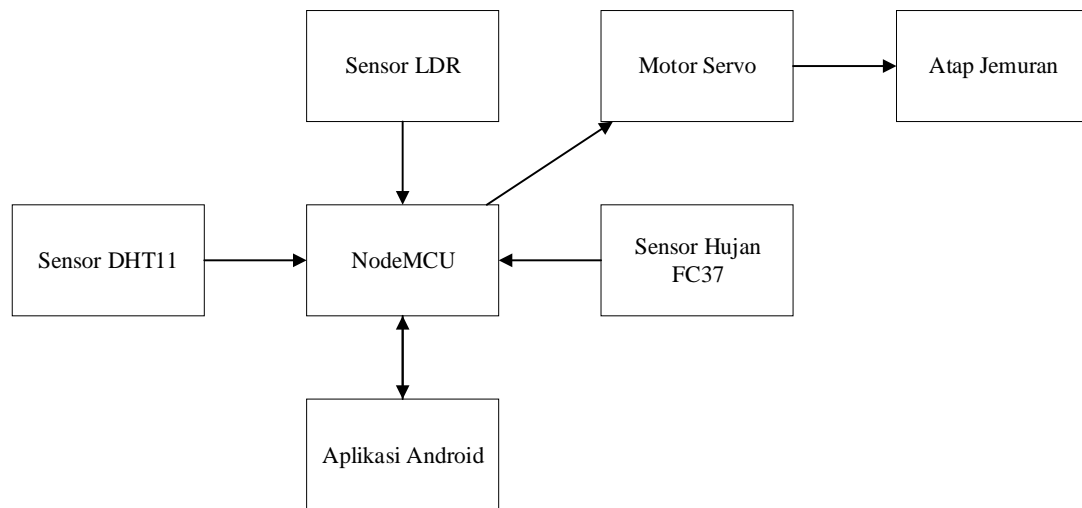 Sensor LDR
Motor Servo
Atap Jemuran
Sensor DHT11
NodeMCU
Sensor Hujan
FC37
Aplikasi Android